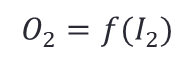 O₂ = f(I₂)